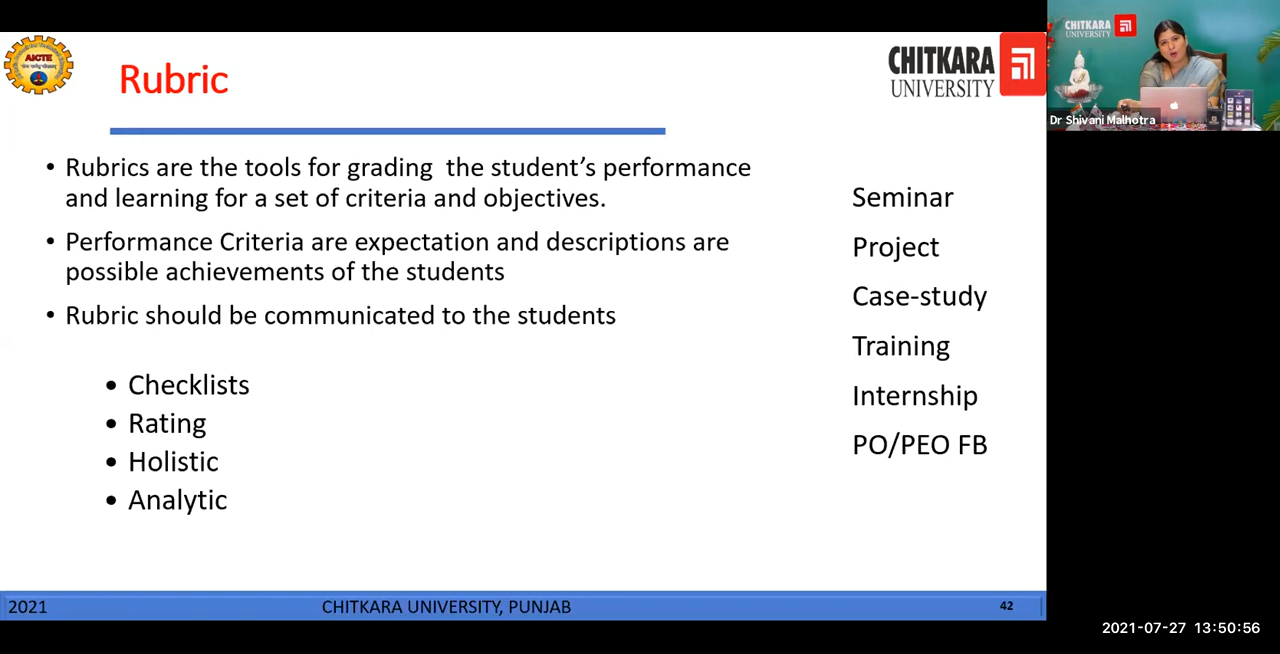 AICTE
Rubric
CHITKARA
UNIVERSITY
CHITKARA
UNIVERSITY
Dr Shivani Malhotra
• Rubrics are the tools for grading the student’s performance
and learning for a set of criteria and objectives.
• Performance Criteria are expectation and descriptions are
possible achievements of the students
• Rubric should be communicated to the students
• Checklists
• Rating
• Holistic
• Analytic
Seminar
Project
Case-study
Training
Internship
PO/PEO FB
2021
CHITKARA UNIVERSITY, PUNJAB
42
2021-07-27 13:50:56